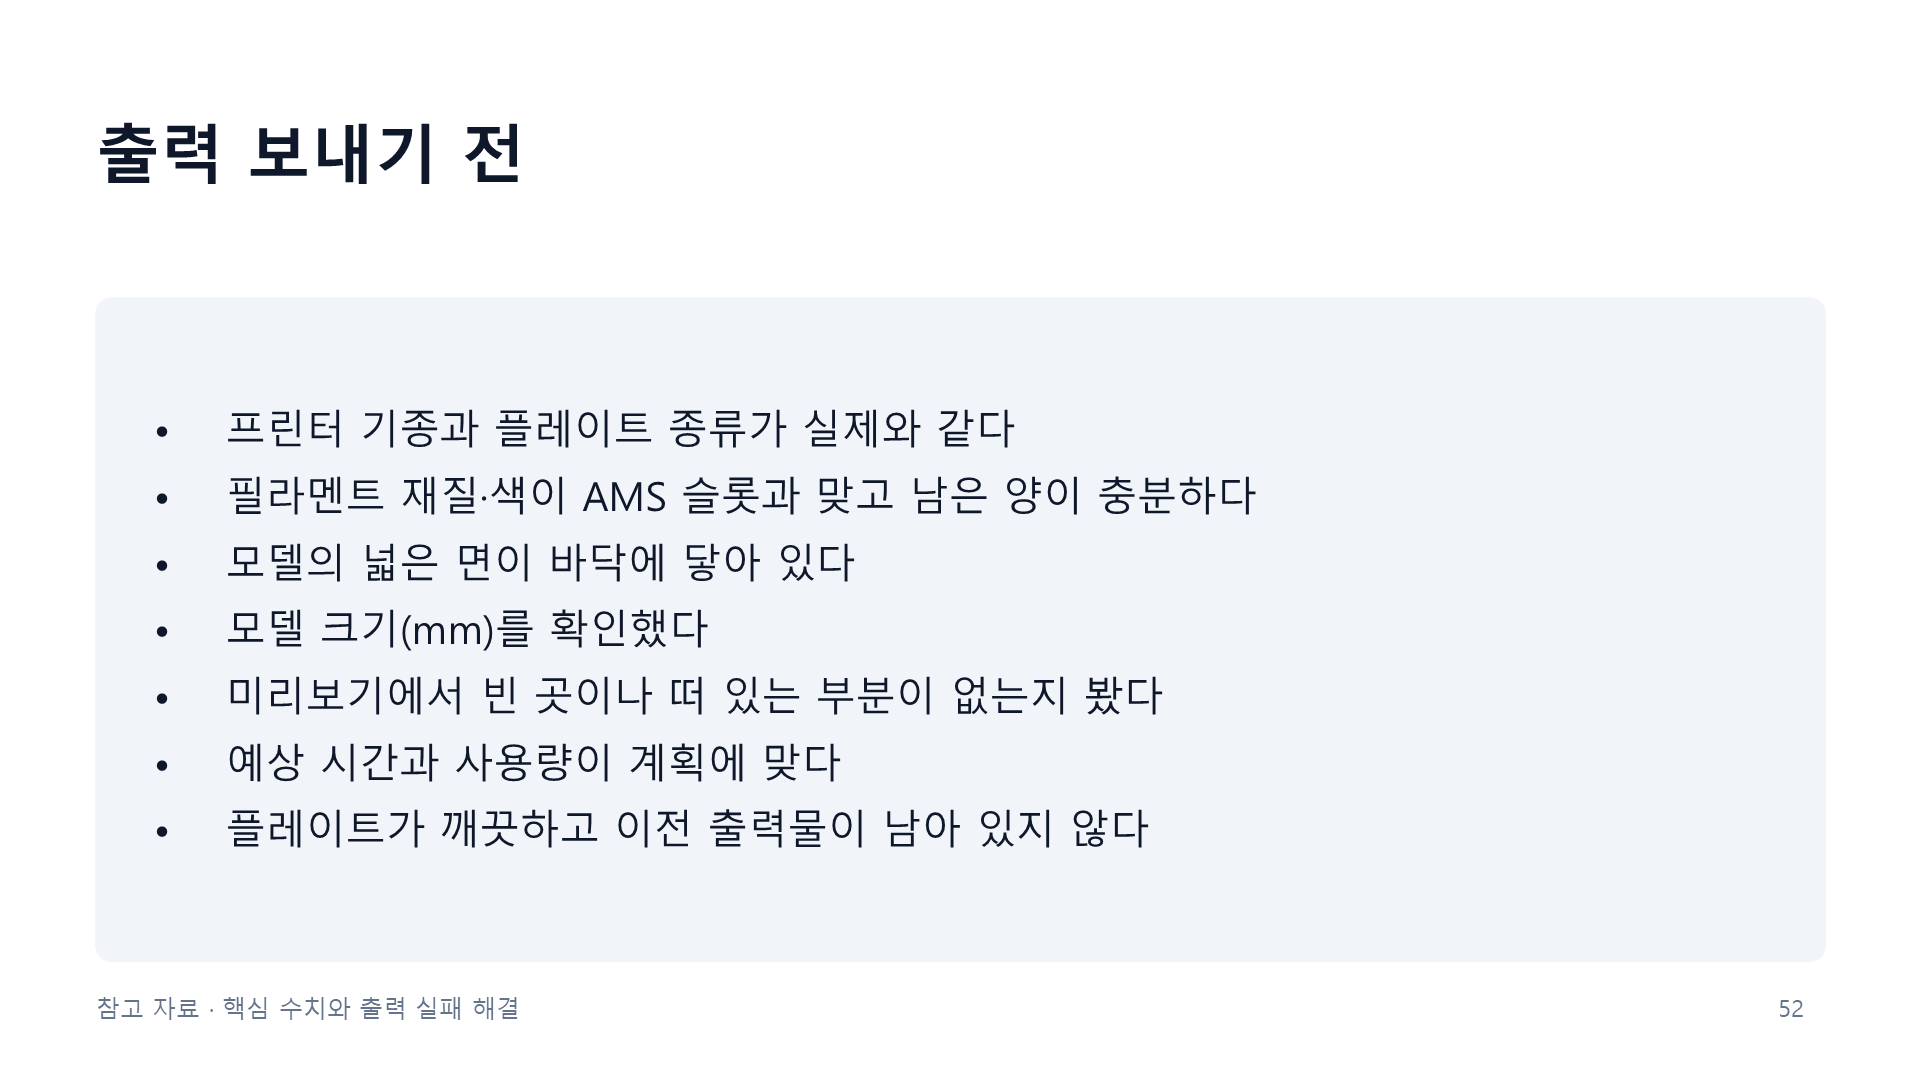 출력 보내기 전
• 프린터 기종과 플레이트 종류가 실제와 같다
• 필라멘트 재질·색이 AMS 슬롯과 맞고 남은 양이 충분하다
• 모델의 넓은 면이 바닥에 닿아 있다
• 모델 크기(mm)를 확인했다
• 미리보기에서 빈 곳이나 떠 있는 부분이 없는지 봤다
• 예상 시간과 사용량이 계획에 맞다
• 플레이트가 깨끗하고 이전 출력물이 남아 있지 않다
참고 자료 · 핵심 수치와 출력 실패 해결
52